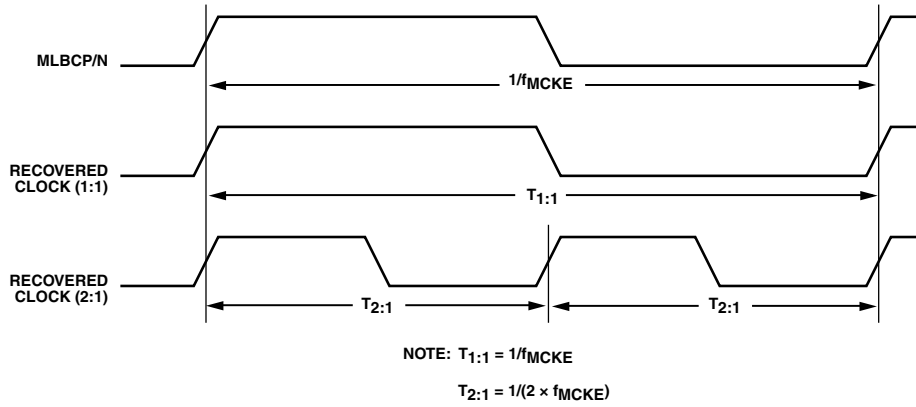 MLBCP/N
1/fMCKE
RECOVERED
CLOCK (1:1)
T1:1
RECOVERED
CLOCK (2:1)
T2:1
T2:1
NOTE: T1:1 = 1/fMCKE
T2:1 = 1/(2 × fMCKE)